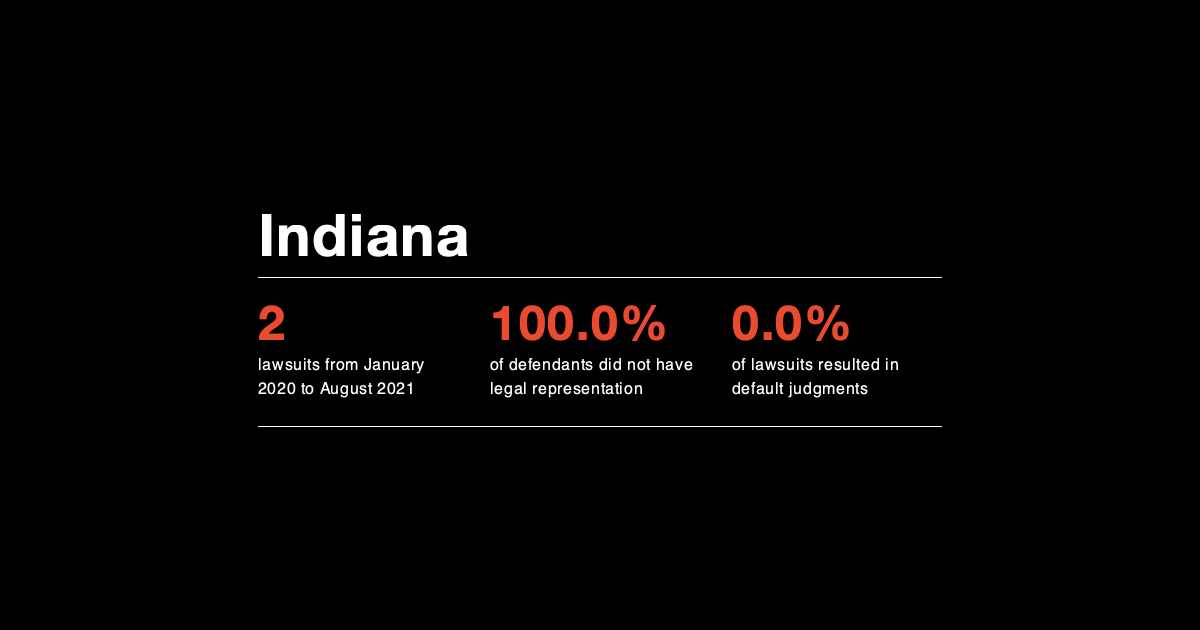 Indiana
2
lawsuits from January
2020 to August 2021
100.0%
of defendants did not have
legal representation
0.0%
of lawsuits resulted in
default judgments